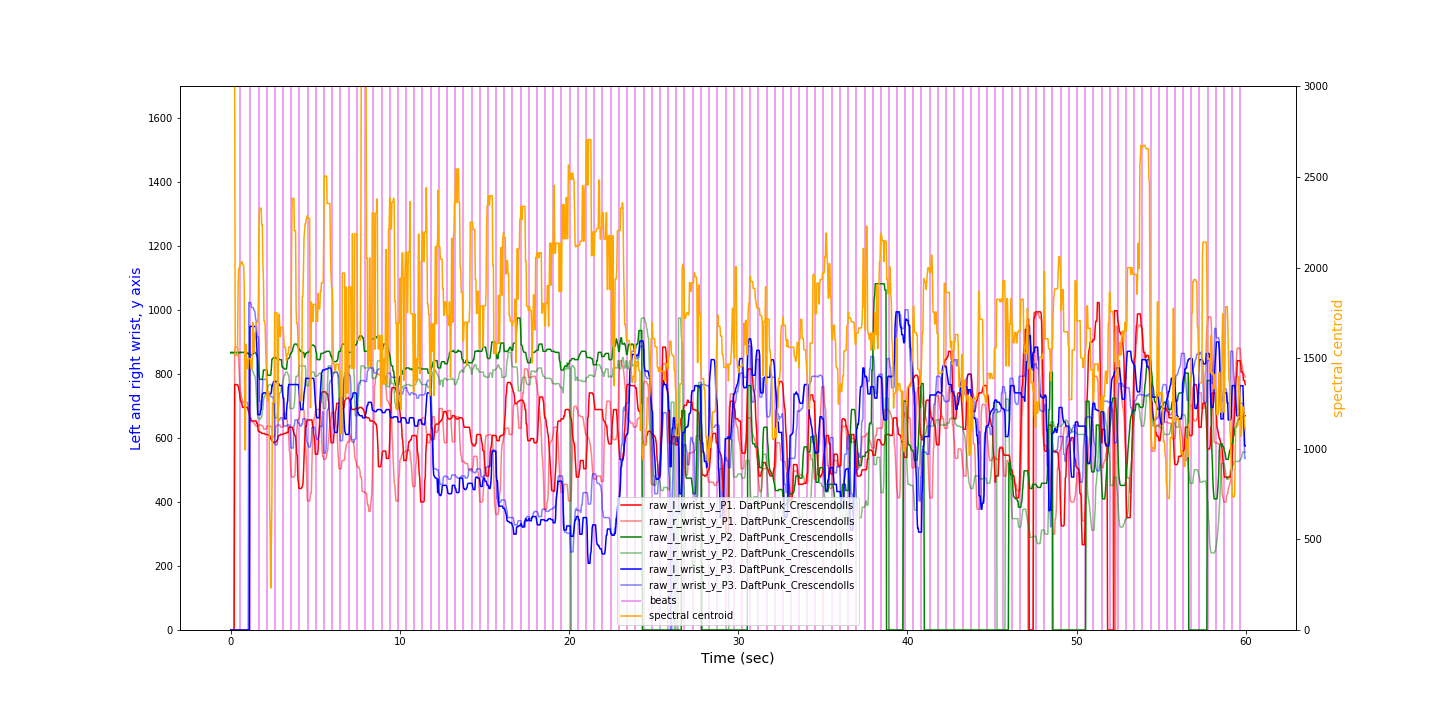 1600
1400
1200
1000
800
600
400
200
0
Left and right wrist, y axis
3000
2500
2000
1500
1000
500
0
spectral centroid
raw_l_wrist_y_P1. DaftPunk_Crescendolls
raw_r_wrist_y_P1. DaftPunk_Crescendolls
raw_l_wrist_y_P2. DaftPunk_Crescendolls
raw_r_wrist_y_P2. DaftPunk_Crescendolls
raw_l_wrist_y_P3. DaftPunk_Crescendolls
raw_r_wrist_y_P3. DaftPunk_Crescendolls
beats
spectral centroid
0 10 20 30 40 50 60
Time (sec)